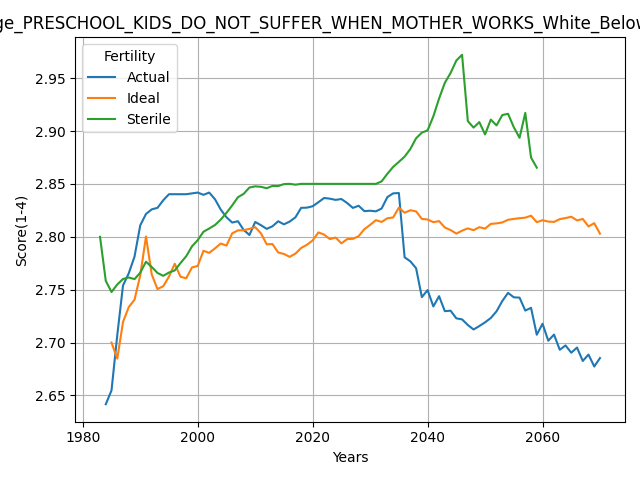 ge_PRESCHOOL_KIDS_DO_NOT_SUFFER_WHEN_MOTHER_WORKS_White_Below
Fertility
Actual
Ideal
Sterile
Score(1-4)
2.95
2.90
2.85
2.80
2.75
2.70
2.65
1980 2000 2020 2040 2060
Years